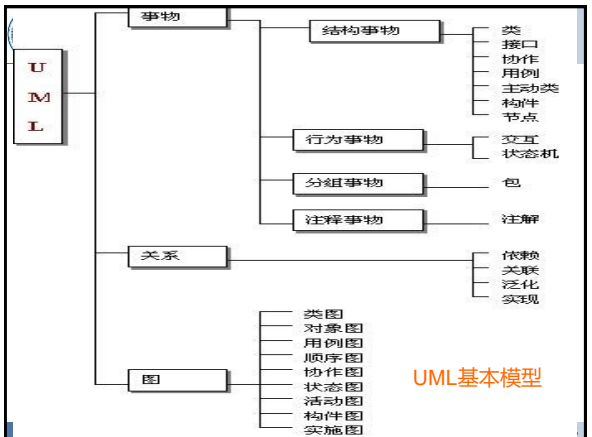 UML
事物
结构事物
类
接口
协作
用例
主动类
构件
节点
行为事物
交互
状态机
分组事物
包
注释事物
注解
关系
依赖
关联
泛化
实现
图
类图
对象图
用例图
顺序图
协作图
状态图
活动图
构件图
实施图
UML基本模型